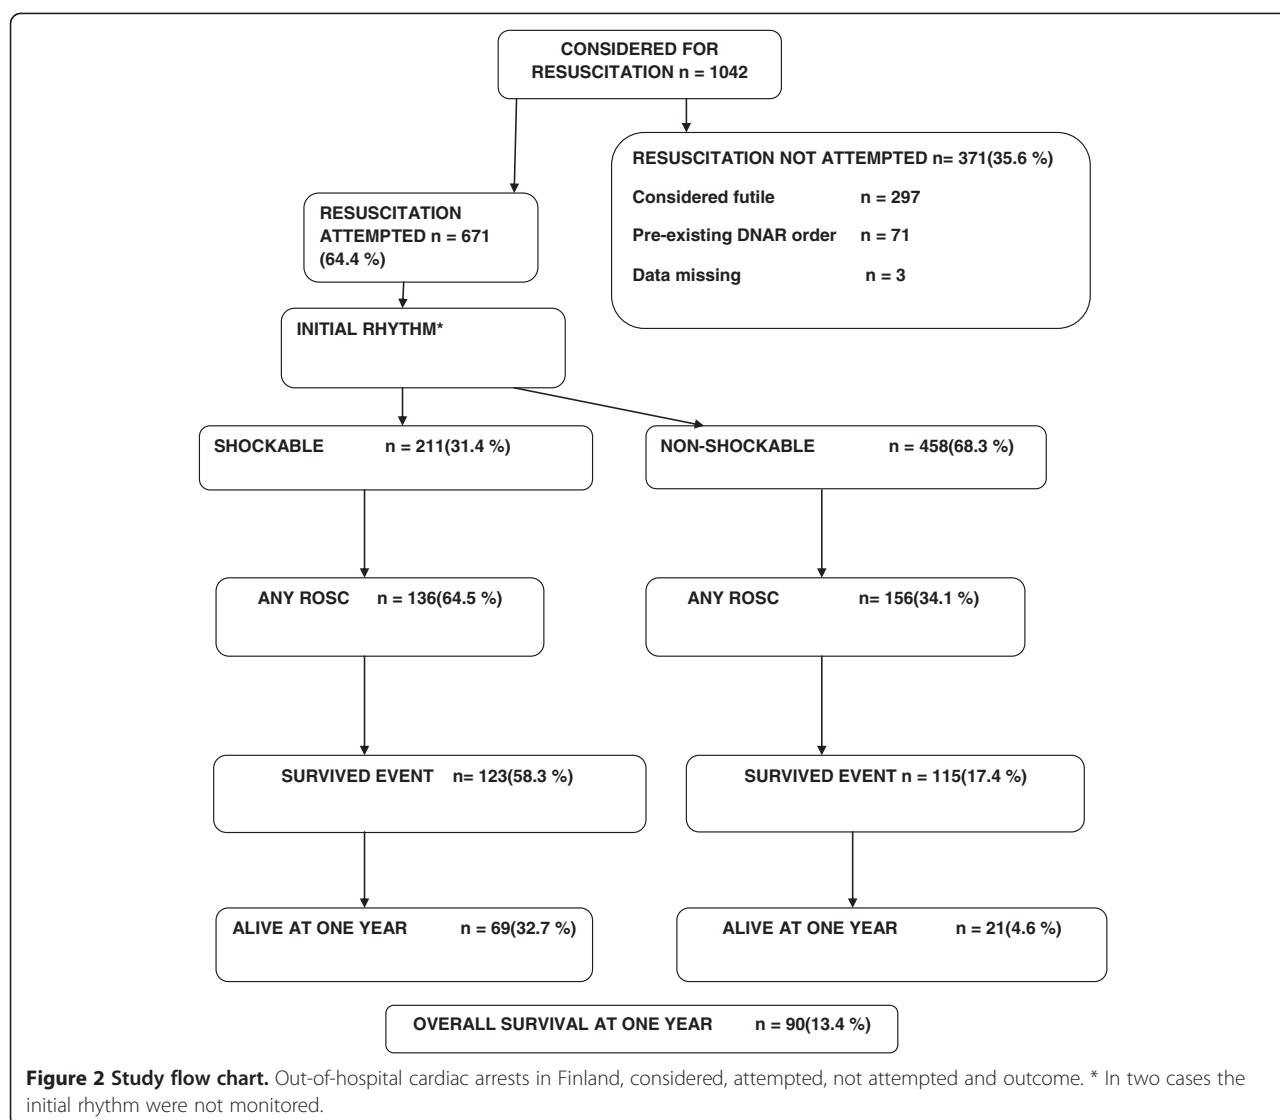 CONSIDERED FOR
RESUSCITATION n = 1042
RESUSCITATION NOT ATTEMPTED n= 371(35.6 %)
Considered futile n = 297
Pre-existing DNAR order n = 71
Data missing n = 3
RESUSCITATION
ATTEMPTED n = 671
(64.4 %)
INITIAL RHYTHM*
SHOCKABLE n = 211(31.4 %)
NON-SHOCKABLE n = 458(68.3 %)
ANY ROSC n = 136(64.5 %)
ANY ROSC n= 156(34.1 %)
SURVIVED EVENT n= 123(58.3 %)
SURVIVED EVENT n = 115(17.4 %)
ALIVE AT ONE YEAR n = 69(32.7 %)
ALIVE AT ONE YEAR n = 21(4.6 %)
OVERALL SURVIVAL AT ONE YEAR n = 90(13.4 %)
Figure 2 Study flow chart. Out-of-hospital cardiac arrests in Finland, considered, attempted, not attempted and outcome. * In two cases the
initial rhythm were not monitored.